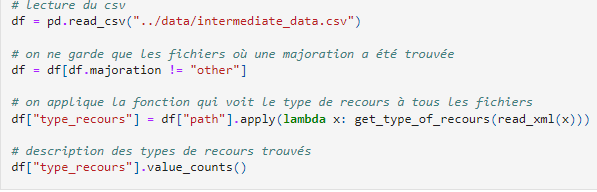 # lecture du csv
df = pd.read_csv("../data/intermediate_data.csv")
# on ne garde que les fichiers où une majoration a été trouvée
df = df[df.majoration != "other"]
# on applique la fonction qui voit le type de recours à tous les fichiers
df["type_recours"] = df["path"].apply(lambda x: get_type_of_recours(read_xml(x)))
# description des types de recours trouvés
df["type_recours"].value_counts()